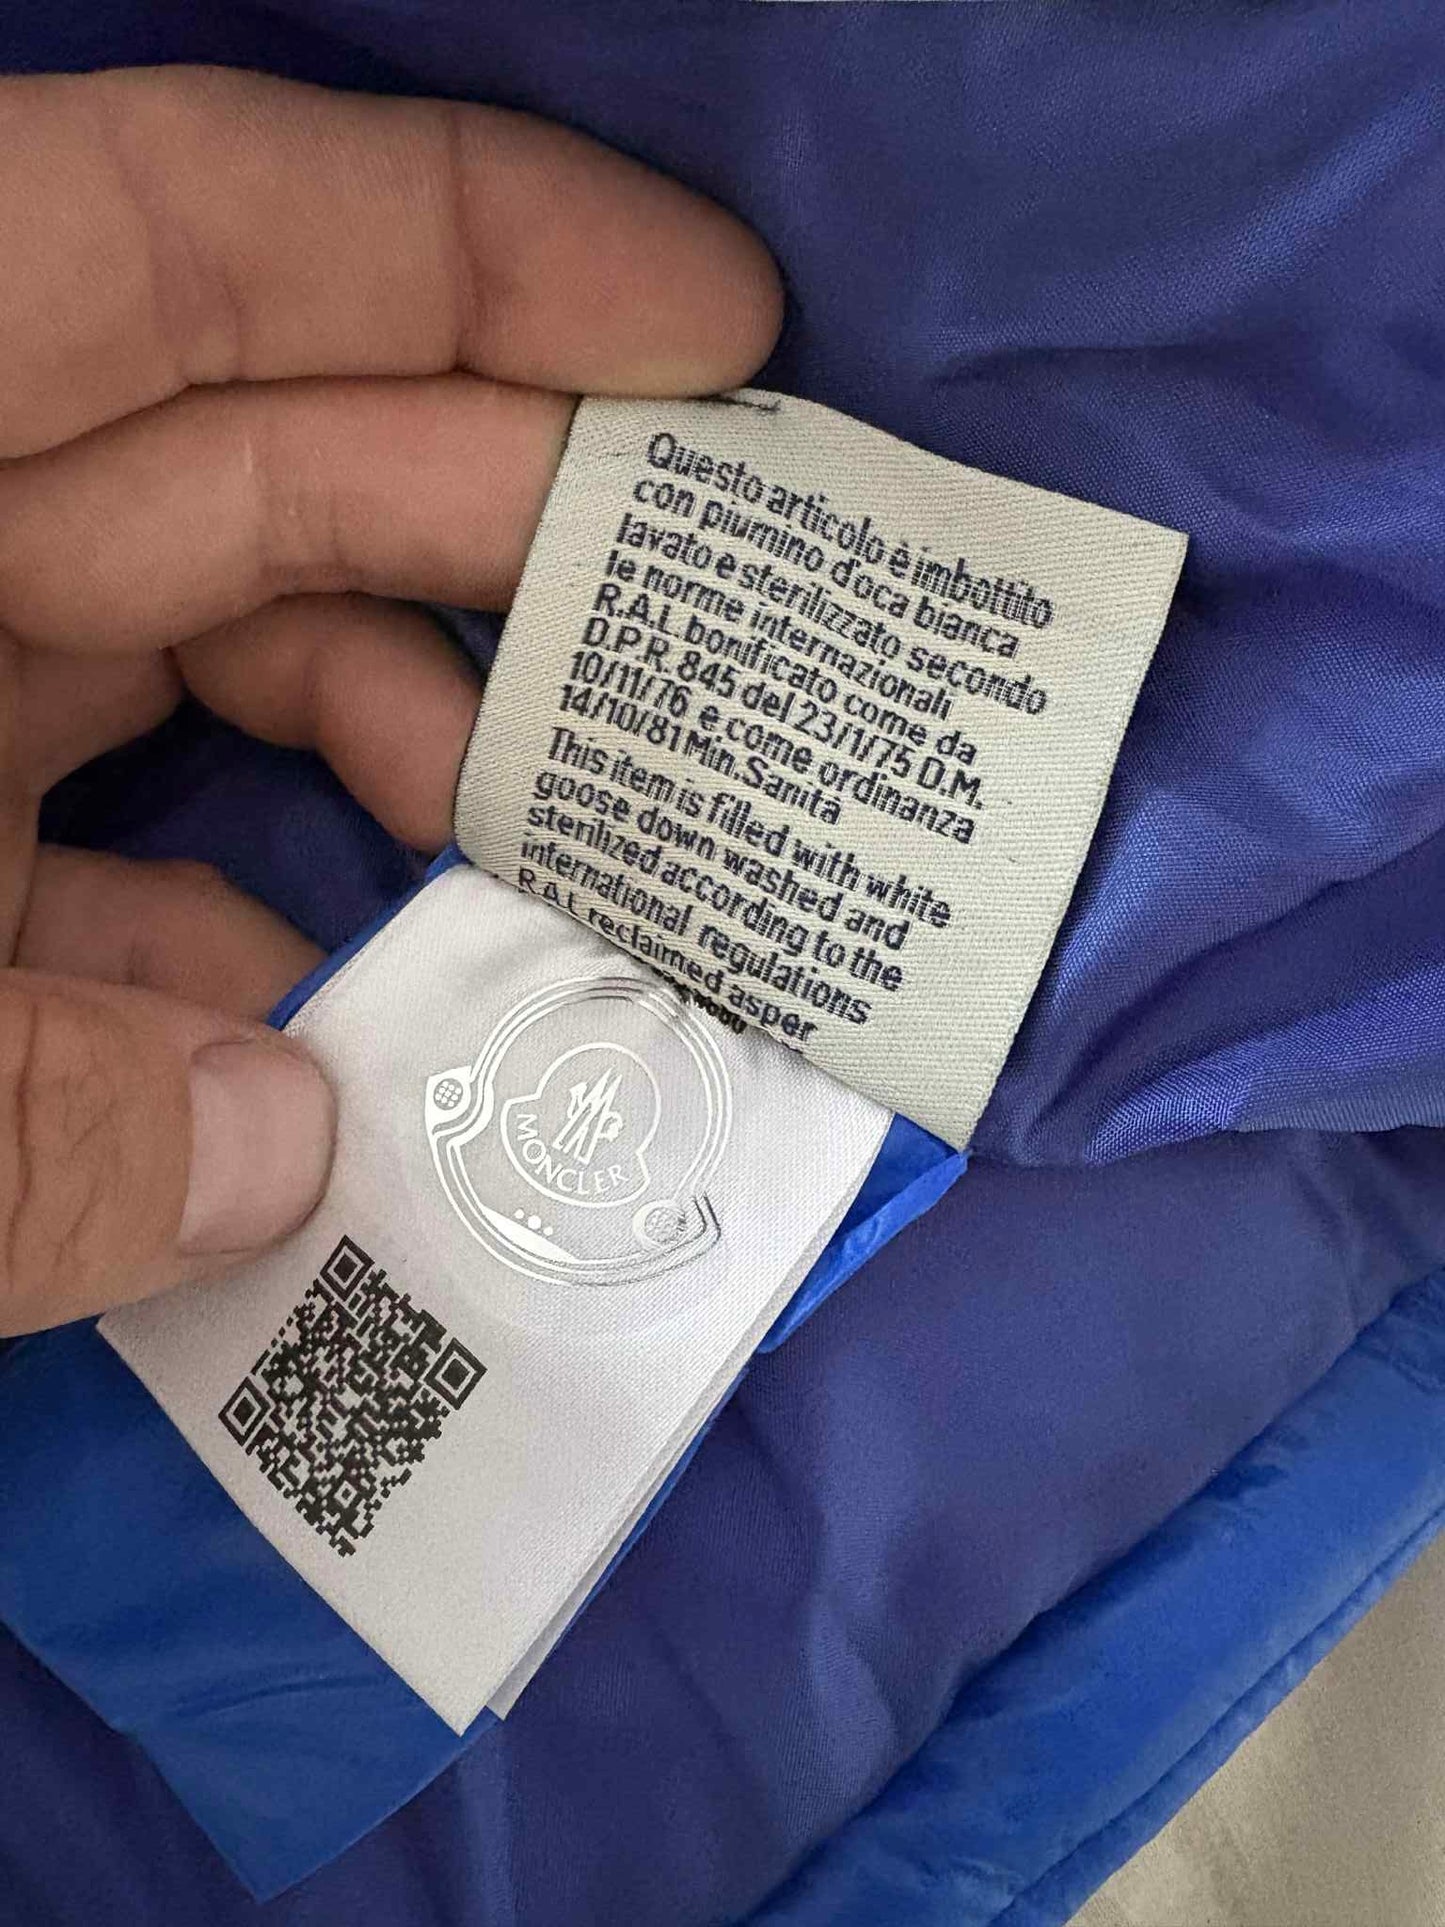 Questo articolo è imbottito
con piumino d'oca bianca
lavato e sterilizzato secondo
le norme internazionali
R.A.L bonificato come da
D.P.R. 845 del 23/1/75 D.M.
10/11/76 e come ordinanza
14/10/81 Min.Sanità
This item is filled with white
goose down washed and
sterilized according to the
international regulations
R.A.L reclaimed as per
MONCLER